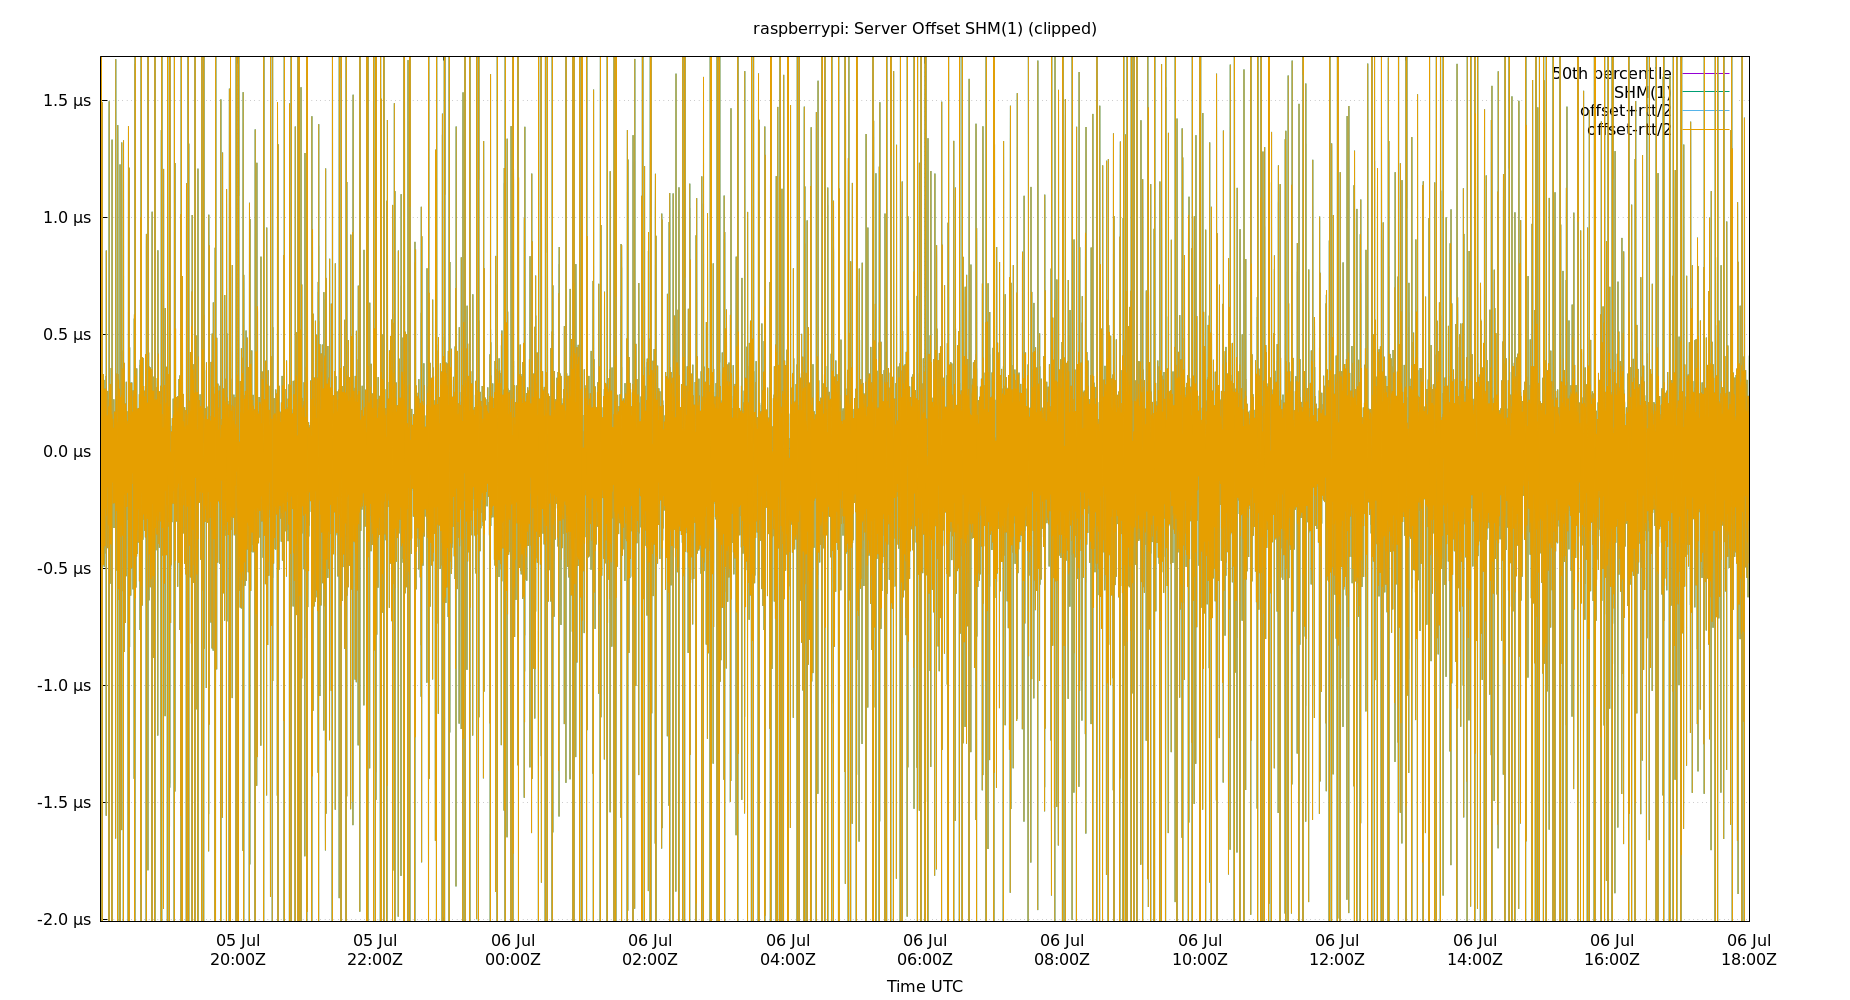 raspberrypi: Server Offset SHM(1) (clipped)
50th percentile
SHM(1)
offset+rtt/2
offset-rtt/2
1.5 µs
1.0 µs
0.5 µs
0.0 µs
-0.5 µs
-1.0 µs
-1.5 µs
-2.0 µs
05 Jul 05 Jul 06 Jul 06 Jul 06 Jul 06 Jul 06 Jul 06 Jul 06 Jul 06 Jul 06 Jul 06 Jul
20:00Z 22:00Z 00:00Z 02:00Z 04:00Z 06:00Z 08:00Z 10:00Z 12:00Z 14:00Z 16:00Z 18:00Z
Time UTC